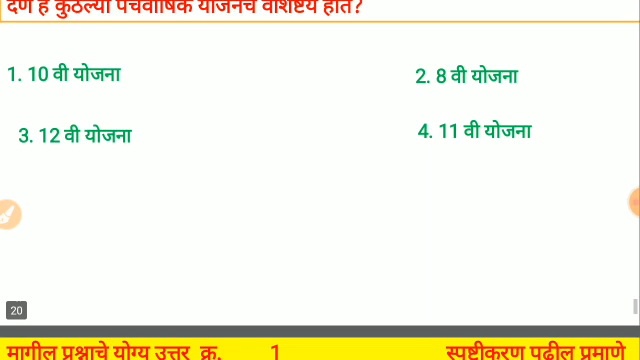 देणे हे कुठल्या पंचवार्षिक योजनेचे वैशिष्ट्य होते?
1. 10 वी योजना
2. 8 वी योजना
3. 12 वी योजना
4. 11 वी योजना
20
मागील प्रश्नाचे योग्य उत्तर क्र. 1 स्पष्टीकरण पुढील प्रमाणे